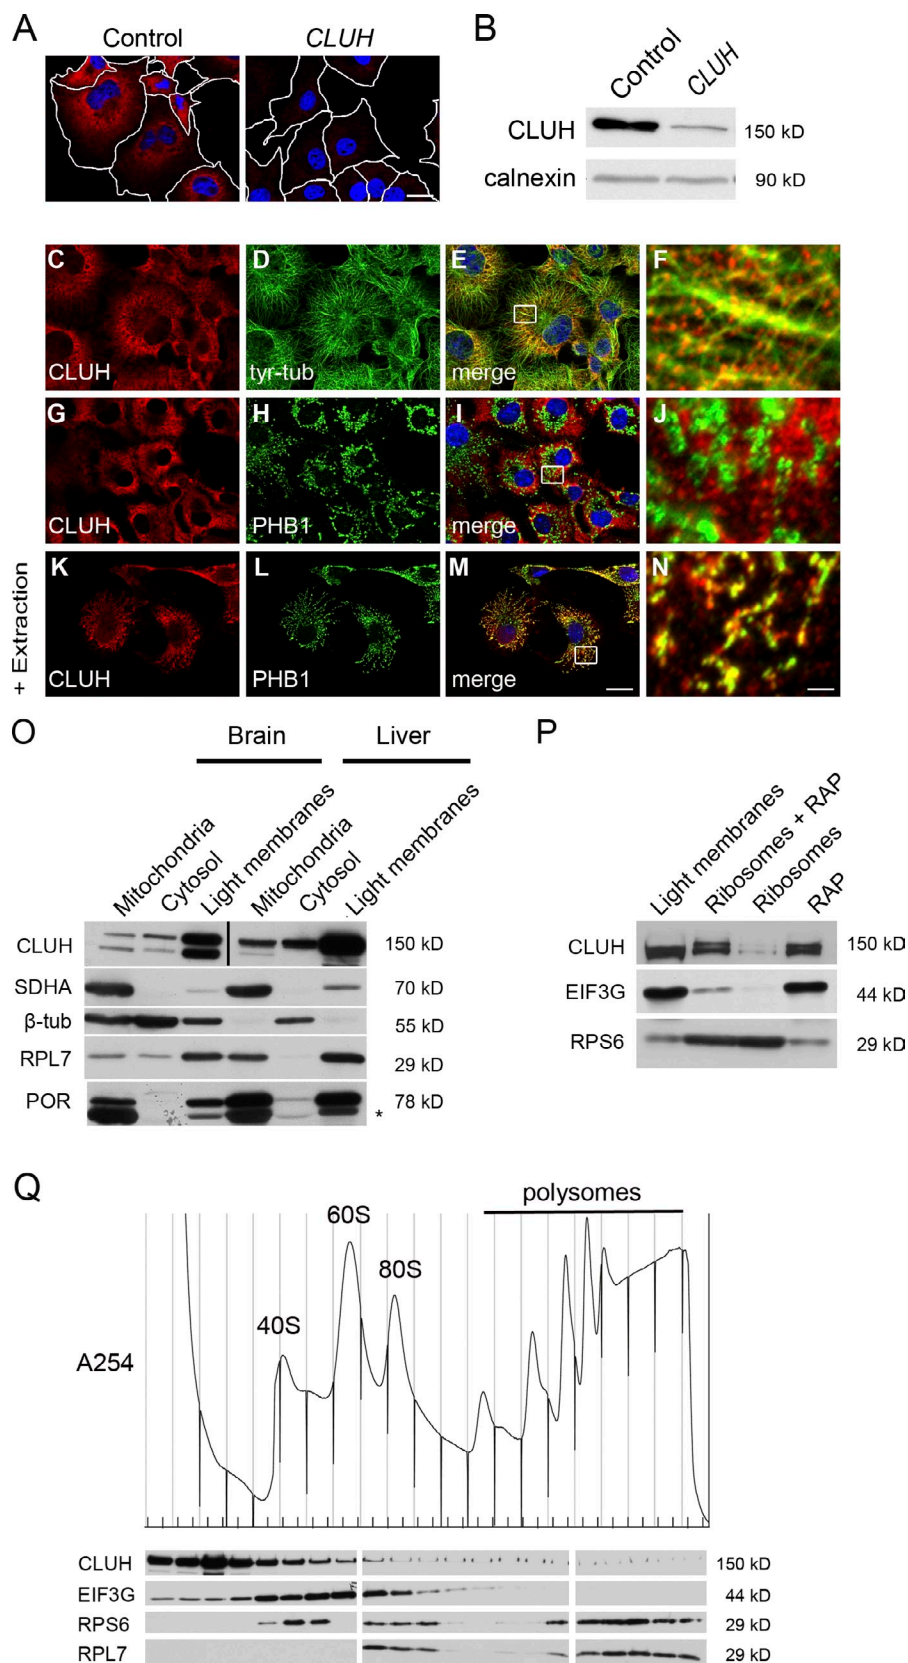 A
Control
CLUH
B
Control
CLUH
CLUH
150 kD
calnexin
90 kD
C
CLUH
D
tyr-tub
E
merge
F
G
CLUH
H
PHB1
I
merge
J
+ Extraction
K
CLUH
L
PHB1
M
merge
N
O
Brain
Liver
Mitochondria
Cytosol
Light membranes
Mitochondria
Cytosol
Light membranes
CLUH
150 kD
SDHA
70 kD
β-tub
55 kD
RPL7
29 kD
POR
78 kD
*
P
Light membranes
Ribosomes + RAP
Ribosomes
RAP
CLUH
150 kD
EIF3G
44 kD
RPS6
29 kD
Q
polysomes
60S
80S
40S
A254
CLUH
150 kD
EIF3G
44 kD
RPS6
29 kD
RPL7
29 kD